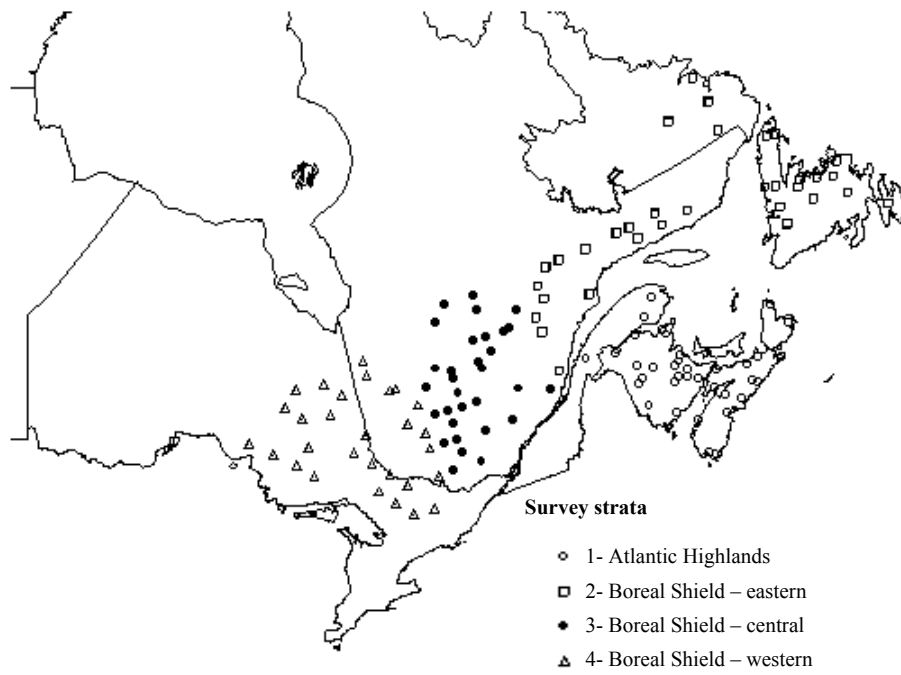 Survey strata
1- Atlantic Highlands
2- Boreal Shield – eastern
3- Boreal Shield – central
4- Boreal Shield – western